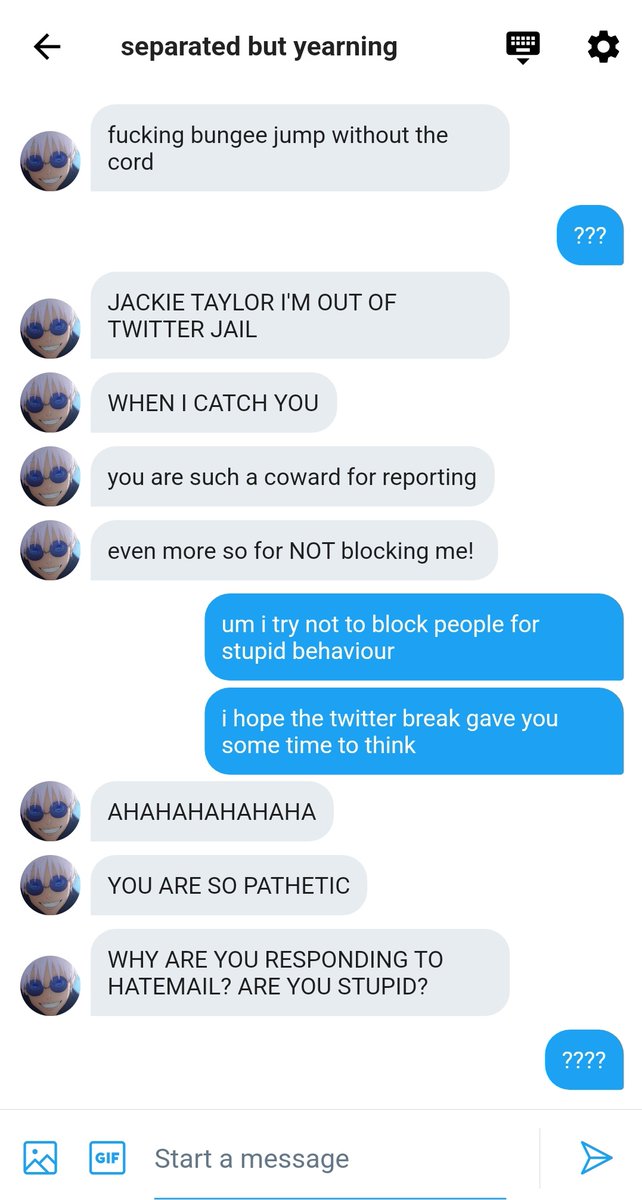 separated but yearning
fucking bungee jump without the
cord
???
JACKIE TAYLOR I'M OUT OF
TWITTER JAIL
WHEN I CATCH YOU
you are such a coward for reporting
even more so for NOT blocking me!
um i try not to block people for
stupid behaviour
i hope the twitter break gave you
some time to think
AHAHAHAHAHAHA
YOU ARE SO PATHETIC
WHY ARE YOU RESPONDING TO
HATEMAIL? ARE YOU STUPID?
????
GIF
Start a message